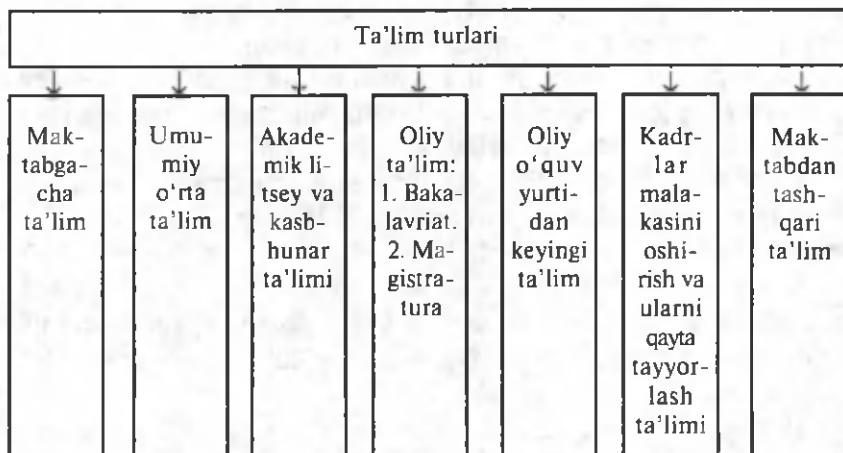 Ta’lim turlari
Mak-
tabga-
cha
ta’lim
Umu-
miy
o‘rta
ta’lim
Akade-
mik li-
tsey va
kasb-
hunar
ta’limi
Oliy
ta’lim:
1. Baka-
lavriat.
2. Ma-
gistra-
tura
Oliy
o‘quv
yurti-
dan
keyingi
ta’lim
Kadr-
lar
mala-
kasini
oshi-
rish va
ularni
qayta
tayyor-
lash
ta’limi
Mak-
tabdan
tash-
qari
ta’lim